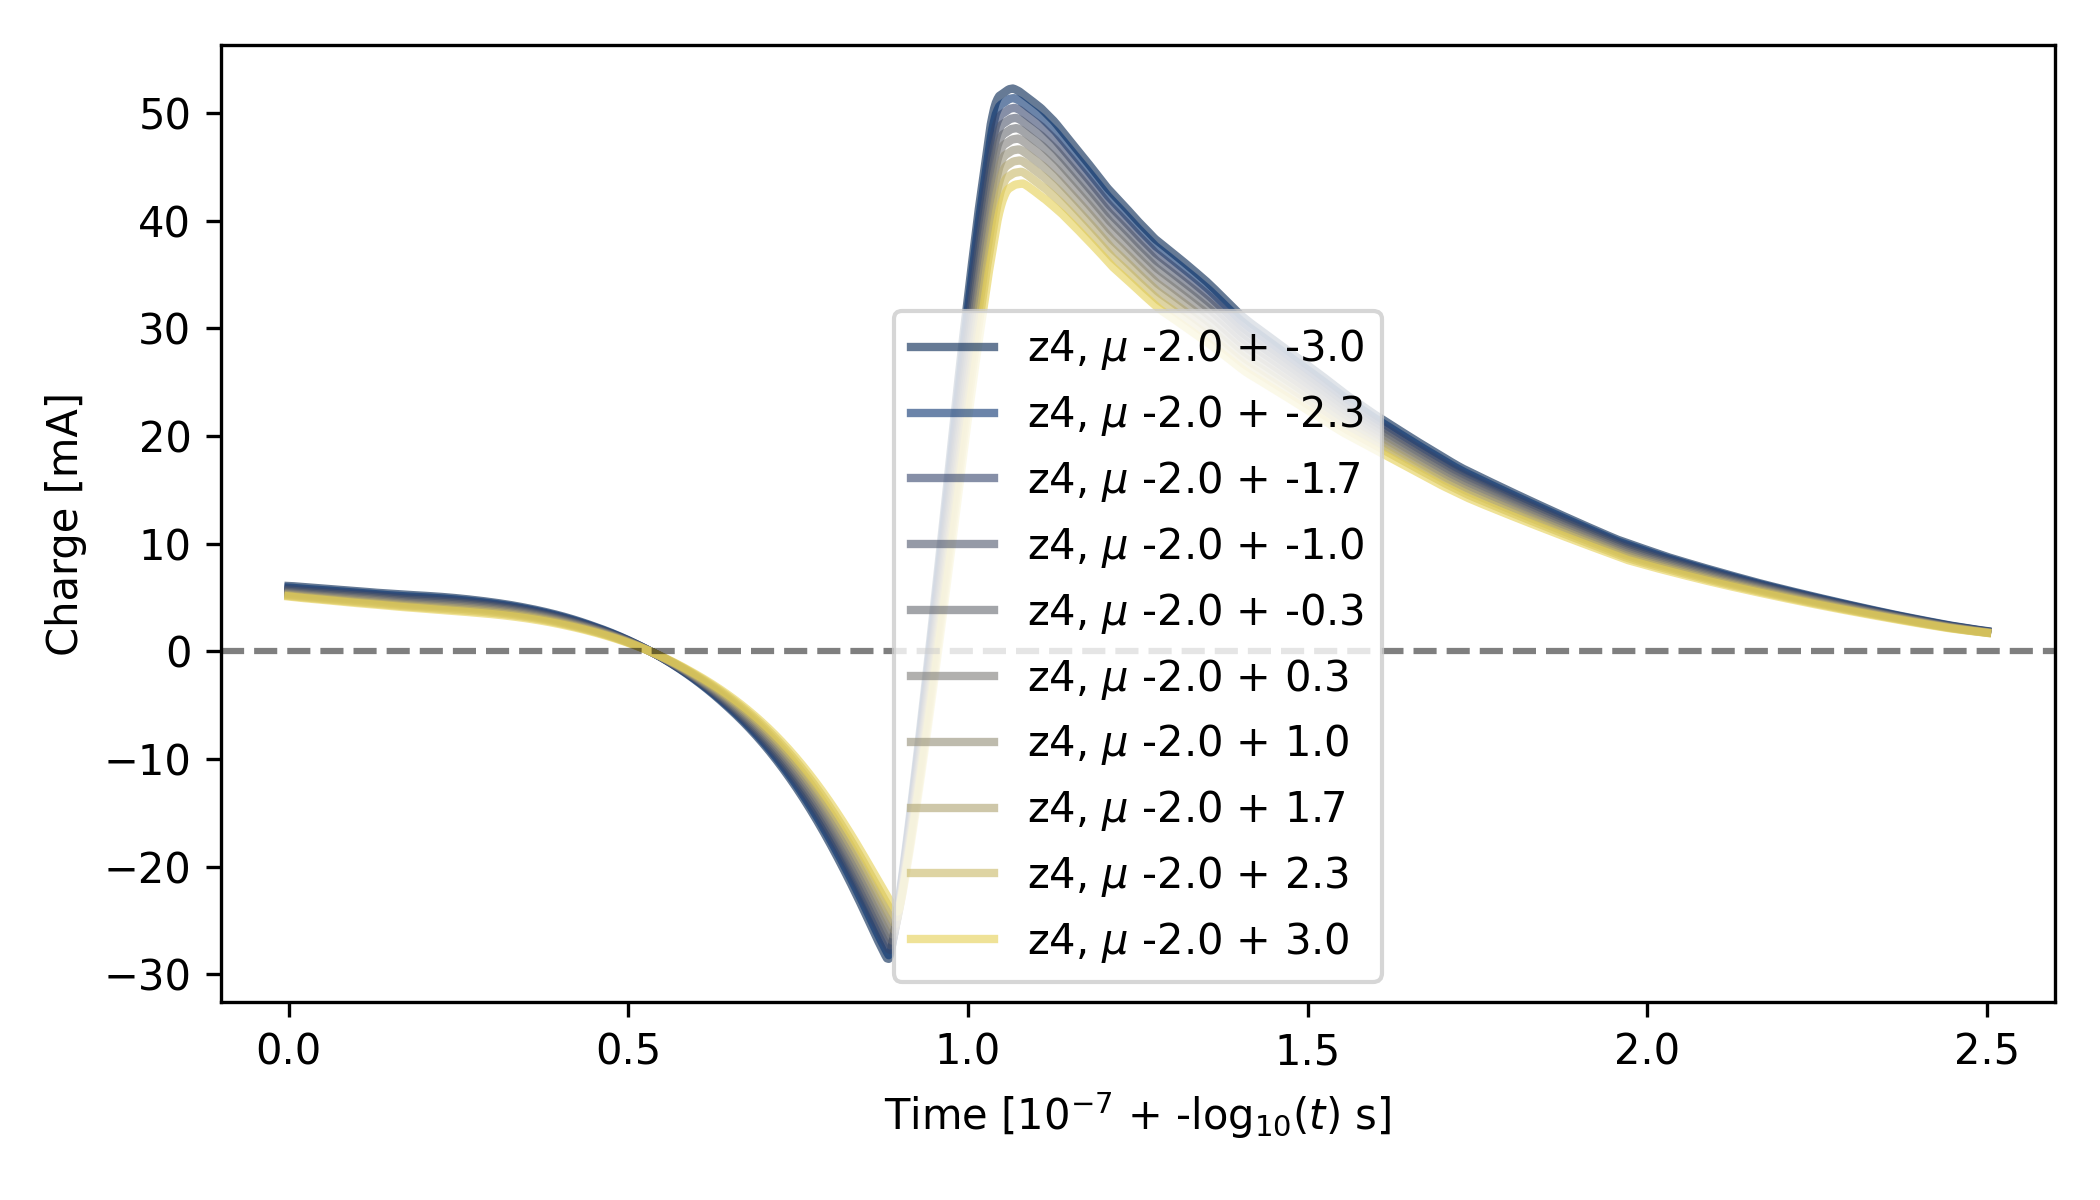 50
40
30
20
10
0
−10
−20
−30
Charge [mA]
z4, μ -2.0 + -3.0
z4, μ -2.0 + -2.3
z4, μ -2.0 + -1.7
z4, μ -2.0 + -1.0
z4, μ -2.0 + -0.3
z4, μ -2.0 + 0.3
z4, μ -2.0 + 1.0
z4, μ -2.0 + 1.7
z4, μ -2.0 + 2.3
z4, μ -2.0 + 3.0
0.0 0.5 1.0 1.5 2.0 2.5
Time [10⁻⁷ + -log₁₀(t) s]